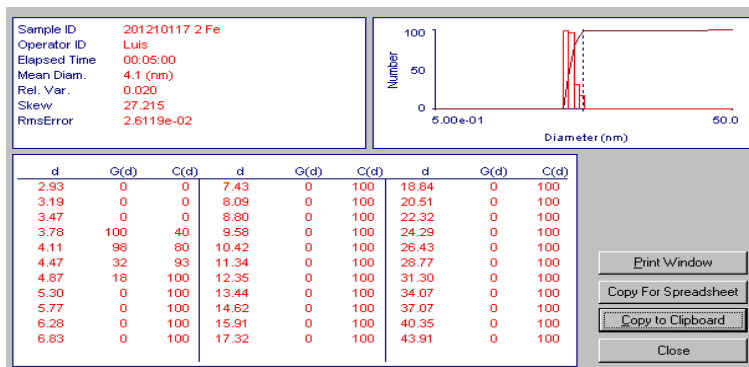 Sample ID 201210117 2 Fe
Operator ID Luis
Elapsed Time 00:05:00
Mean Diam. 4.1 (nm)
Rel. Var. 0.020
Skew 27.215
RmsError 2.6119e-02
Number
100
50
0
5.00e-01 50.0
Diameter (nm)
d G(d) C(d) d G(d) C(d) d G(d) C(d)
2.93 0 0 7.43 0 100 18.84 0 100
3.19 0 0 8.09 0 100 20.51 0 100
3.47 0 0 8.80 0 100 22.32 0 100
3.78 100 40 9.58 0 100 24.29 0 100
4.11 98 80 10.42 0 100 26.43 0 100
4.47 32 93 11.34 0 100 28.77 0 100
4.87 18 100 12.35 0 100 31.30 0 100
5.30 0 100 13.44 0 100 34.07 0 100
5.77 0 100 14.62 0 100 37.07 0 100
6.28 0 100 15.91 0 100 40.35 0 100
6.83 0 100 17.32 0 100 43.91 0 100
Print Window
Copy For Spreadsheet
Copy to Clipboard
Close